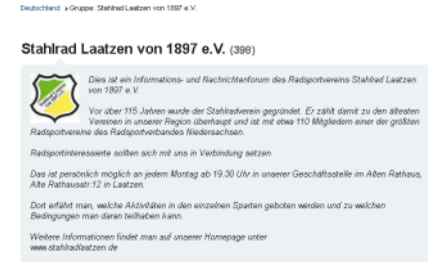 Deutschland » Gruppe: Stahlrad Laatzen von 1897 e.V.
Stahlrad Laatzen von 1897 e.V. (398)
Dies ist ein Informations- und Nachrichtenforum des Radsportvereins Stahlrad Laatzen
von 1897 e.V.
Vor über 115 Jahren wurde der Stahlradverein gegründet. Er zählt damit zu den ältesten
Vereinen in unserer Region überhaupt und ist mit etwa 110 Mitgliedern einer der größten
Radsportvereine des Radsportverbandes Niedersachsen.
Radsportinteressierte sollten sich mit uns in Verbindung setzen.
Das ist persönlich möglich an jedem Montag ab 19.30 Uhr in unserer Geschäftsstelle im Alten Rathaus,
Alte Rathausstr.12 in Laatzen.
Dort erfährt man, welche Aktivitäten in den einzelnen Sparten geboten werden und zu welchen
Bedingungen man daran teilhaben kann.
Weitere Informationen findet man auf unserer Homepage unter
www.stahlradlaatzen.de